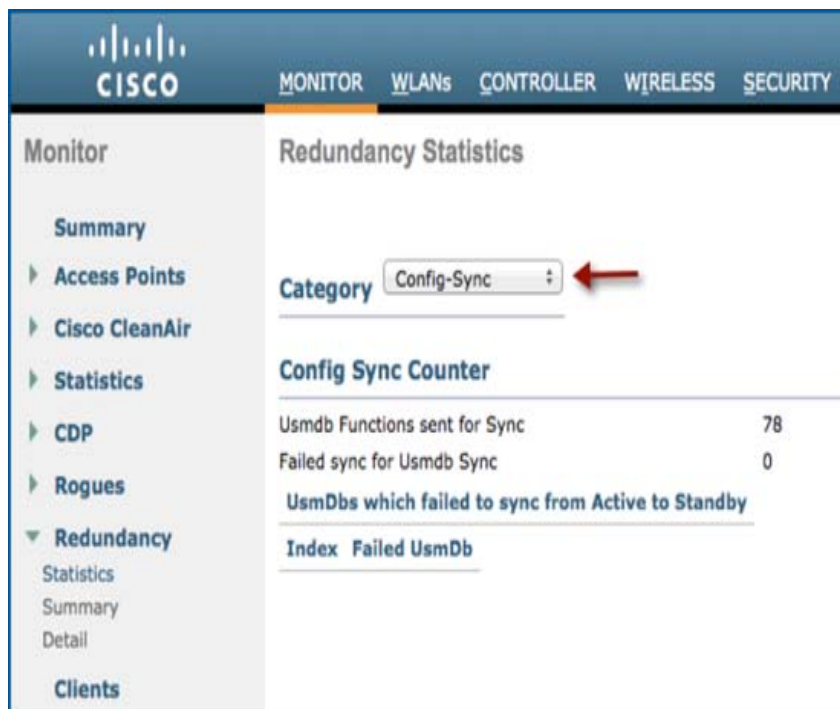 CISCO
MONITOR WLANs CONTROLLER WIRELESS SECURITY
Monitor
Summary
Access Points
Cisco CleanAir
Statistics
CDP
Rogues
Redundancy
Statistics
Summary
Detail
Clients
Redundancy Statistics
Category Config-Sync
Config Sync Counter
Usmdb Functions sent for Sync 78
Failed sync for Usmdb Sync 0
UsmDbs which failed to sync from Active to Standby
Index Failed UsmDb